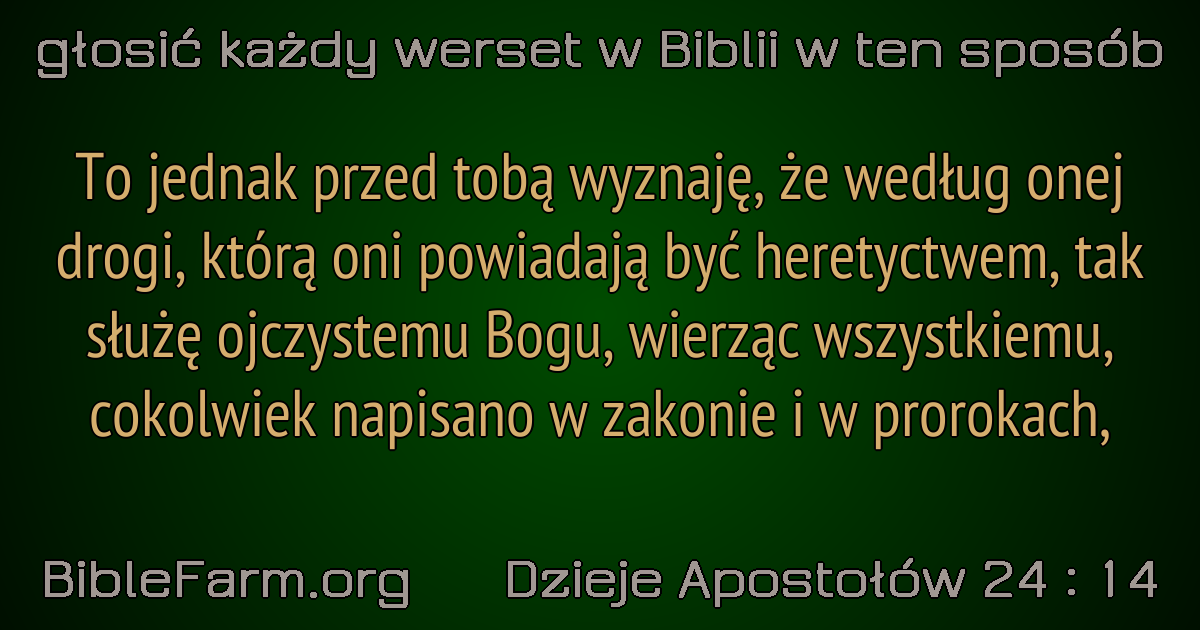 głosić każdy werset w Biblii w ten sposób
To jednak przed tobą wyznaję, że według onej
drogi, którą oni powiadają być heretyctwem, tak
służę ojczystemu Bogu, wierząc wszystkiemu,
cokolwiek napisano w zakonie i w prorokach,
BibleFarm.org Dzieje Apostołów 24 : 14